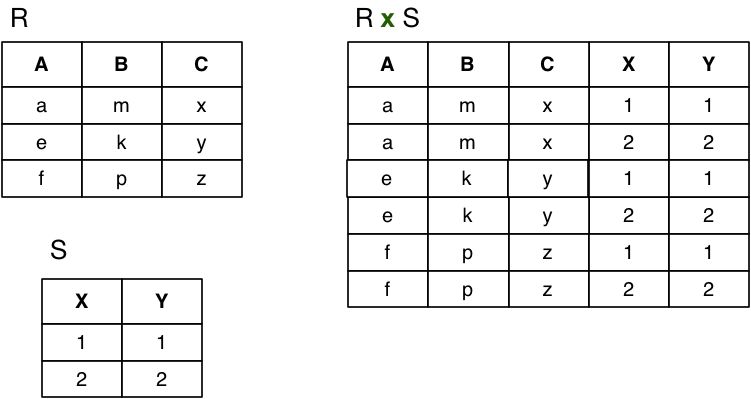 R
A B C
a m x
e k y
f p z
S
X Y
1 1
2 2
R x S
A B C X Y
a m x 1 1
a m x 2 2
e k y 1 1
e k y 2 2
f p z 1 1
f p z 2 2